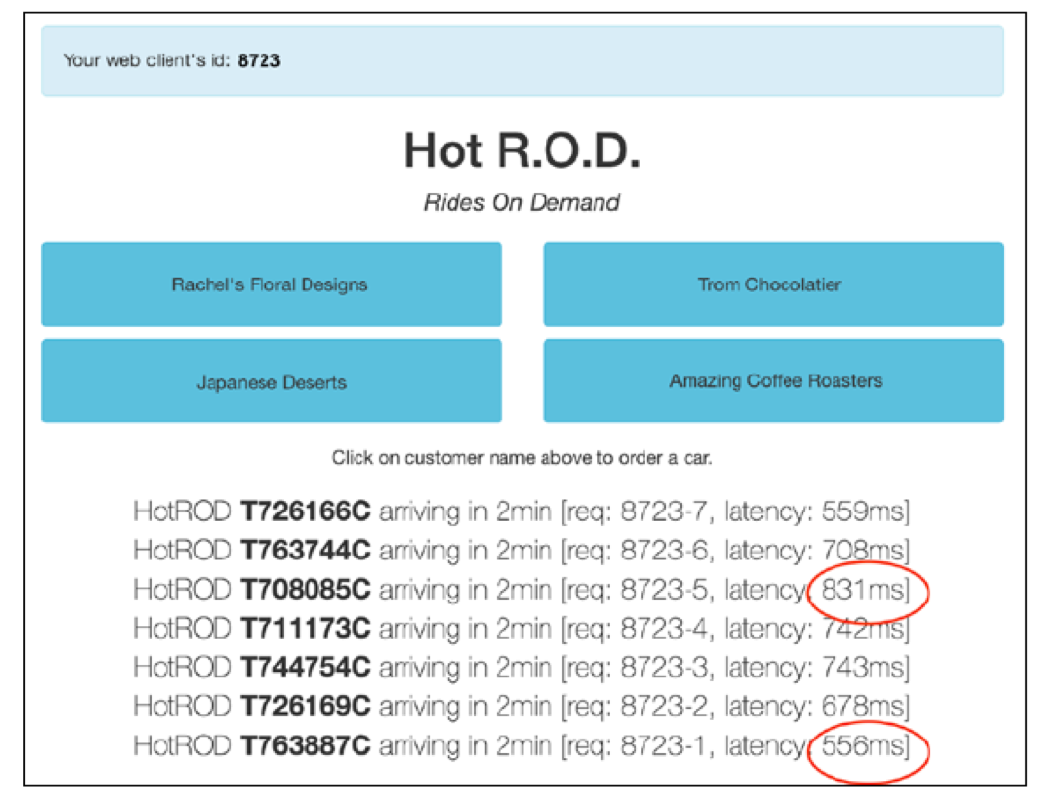 Your web client's id: 8723
Hot R.O.D.
Rides On Demand
Rachel's Floral Designs
Trom Chocolatier
Japanese Deserts
Amazing Coffee Roasters
Click on customer name above to order a car.
HotROD T726166C arriving in 2min [req: 8723-7, latency: 559ms]
HotROD T763744C arriving in 2min [req: 8723-6, latency: 708ms]
HotROD T708085C arriving in 2min [req: 8723-5, latency: 831ms]
HotROD T711173C arriving in 2min [req: 8723-4, latency: 742ms]
HotROD T744754C arriving in 2min [req: 8723-3, latency: 743ms]
HotROD T726169C arriving in 2min [req: 8723-2, latency: 678ms]
HotROD T763887C arriving in 2min [req: 8723-1, latency: 556ms]